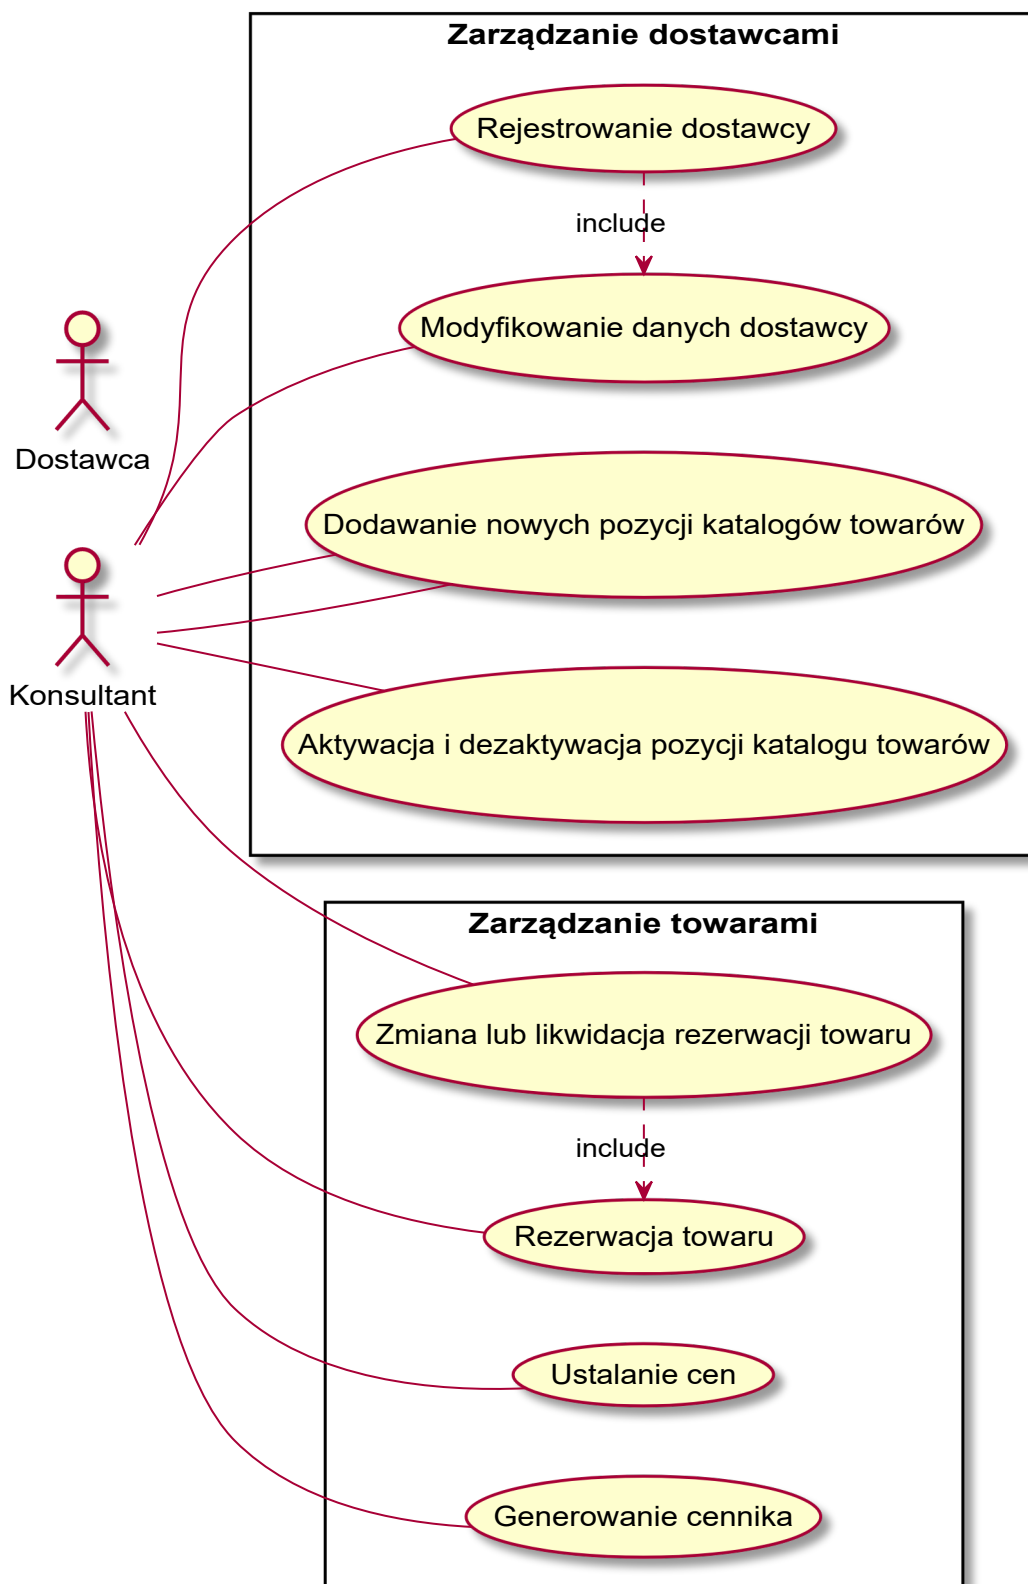 Zarządzanie dostawcami
Rejestrowanie dostawcy
include
Modyfikowanie danych dostawcy
Dostawca
Dodawanie nowych pozycji katalogów towarów
Konsultant
Aktywacja i dezaktywacja pozycji katalogu towarów
Zarządzanie towarami
Zmiana lub likwidacja rezerwacji towaru
include
Rezerwacja towaru
Ustalanie cen
Generowanie cennika